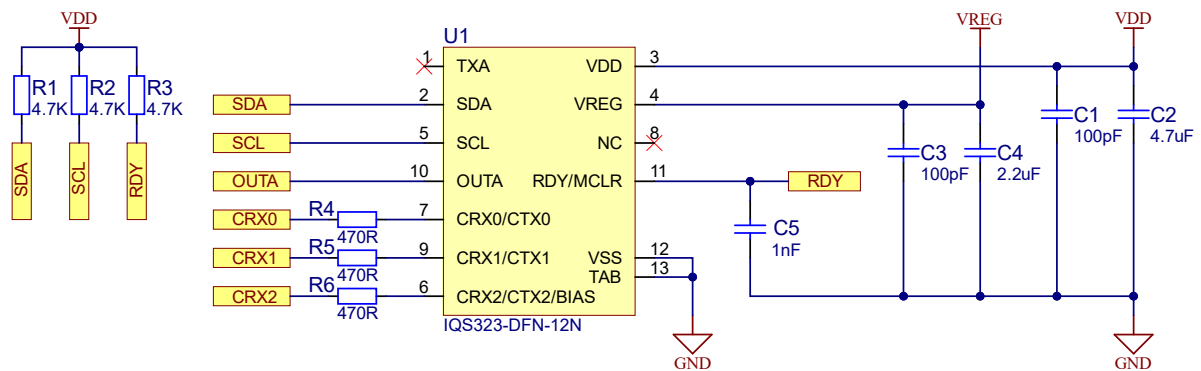 VDD
R1
4.7K
R2
4.7K
R3
4.7K
SDA
SCL
RDY
U1
1
TXA
SDA
2
SDA
SCL
5
SCL
OUTA
10
OUTA
CRX0
R4
470R
7
CRX0/CTX0
CRX1
R5
470R
9
CRX1/CTX1
CRX2
R6
470R
6
CRX2/CTX2/BIAS
VDD
3
VREG
4
NC
8
RDY/MCLR
11
RDY
VSS
12
TAB
13
IQS323-DFN-12N
GND
C5
1nF
VREG
VDD
C3
100pF
C4
2.2uF
C1
100pF
C2
4.7uF
GND